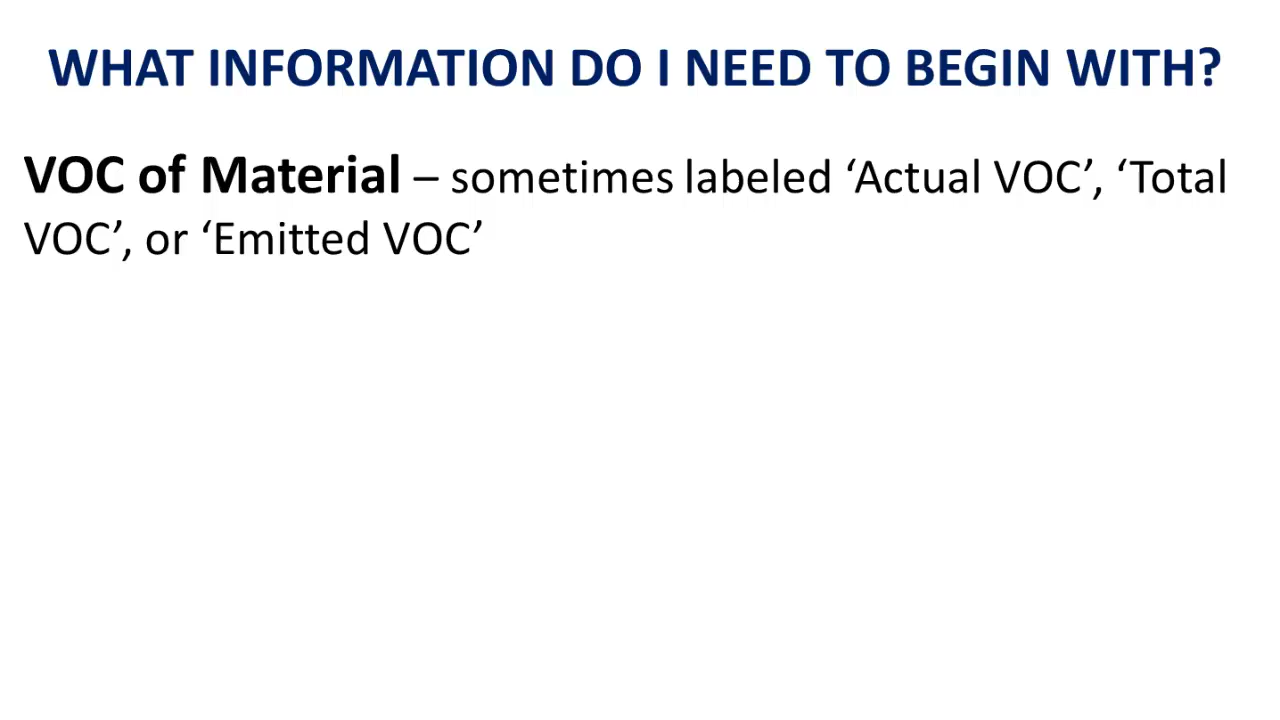 WHAT INFORMATION DO I NEED TO BEGIN WITH?
VOC of Material – sometimes labeled ‘Actual VOC’, ‘Total
VOC’, or ‘Emitted VOC’